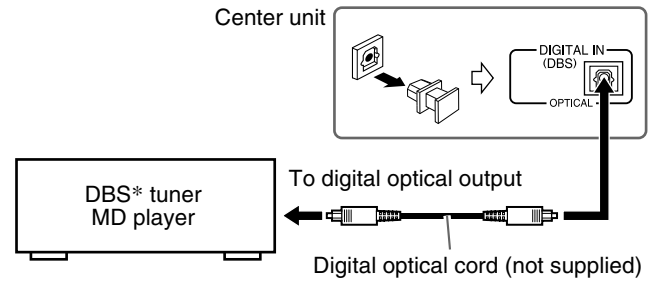 Center unit
DIGITAL IN
(DBS)
OPTICAL
DBS* tuner
MD player
To digital optical output
Digital optical cord (not supplied)